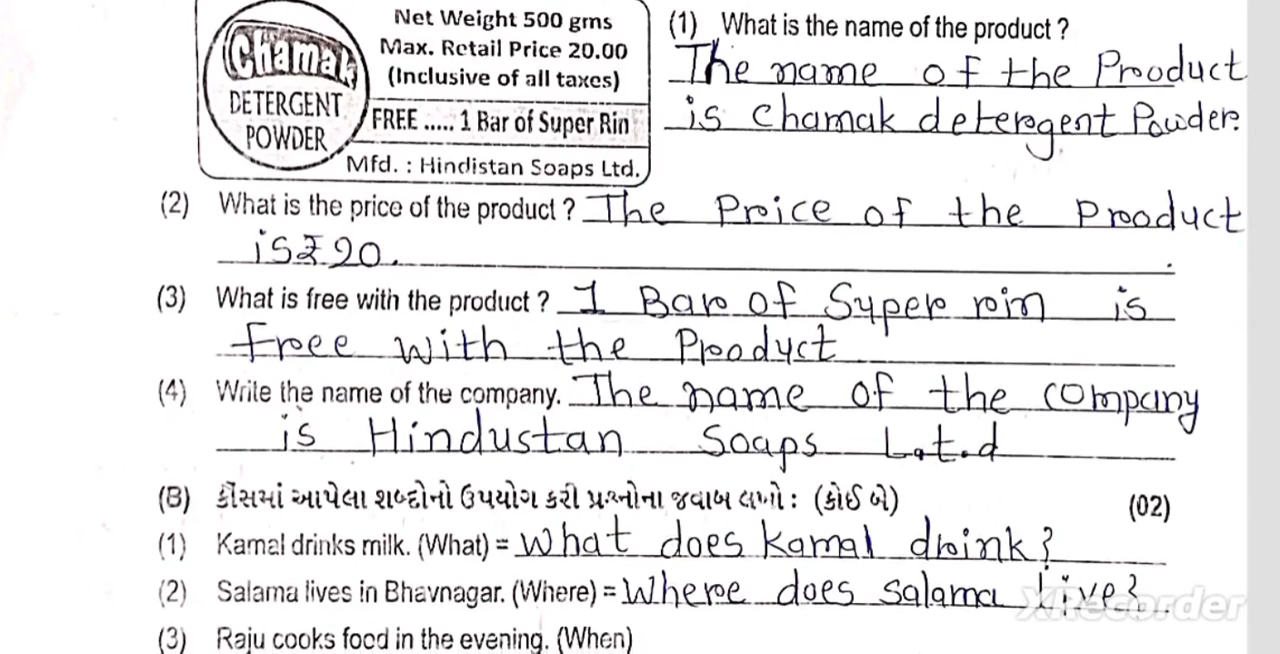 Chamak
DETERGENT
POWDER
Net Weight 500 gms
Max. Retail Price 20.00
(Inclusive of all taxes)
FREE ..... 1 Bar of Super Rin
Mfd. : Hindistan Soaps Ltd.
(1) What is the name of the product ?
The name of the Product
is chamak detergent Powder.
(2) What is the price of the product ? The Price of the Product
is ₹ 20.
(3) What is free with the product ? 1 Bar of Super rin is
free with the Product
(4) Write the name of the company. The name of the company
is Hindustan Soaps L.t.d
(B) કૌંસમાં આપેલા શબ્દોનો ઉપયોગ કરી પ્રશ્નોના જવાબ લખો : (કોઈ બે) (02)
(1) Kamal drinks milk. (What) = What does Kamal drink?
(2) Salama lives in Bhavnagar. (Where) = Where does salama Live?
XRecorder
(3) Raju cooks food in the evening. (When)